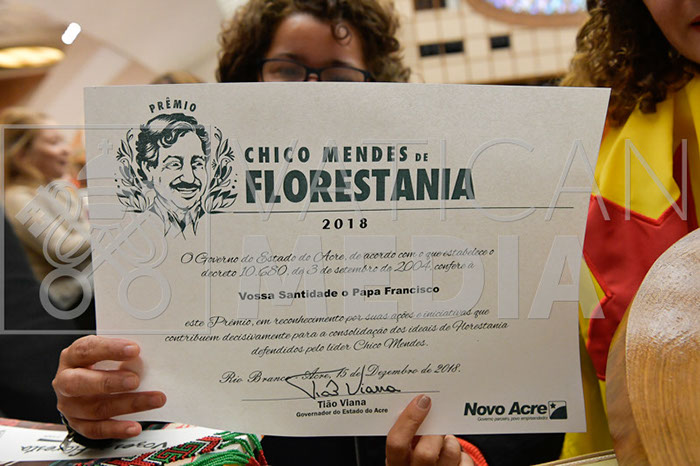 PRÊMIO
CHICO MENDES DE
FLORESTANIA
2018
O Governo do Estado do Acre, de acordo com o que estabelece o
decreto 10.680, de 3 de setembro de 2004, confere à
Vossa Santidade o Papa Francisco
este Prêmio, em reconhecimento por suas ações e iniciativas que
contribuem decisivamente para a consolidação dos ideais de Florestania
defendidos pelo líder Chico Mendes.
Rio Branco - Acre, 15 de Dezembro de 2018.
Tião Viana
Tião Viana
Governador do Estado do Acre
Novo Acre
VATICAN
MEDIA